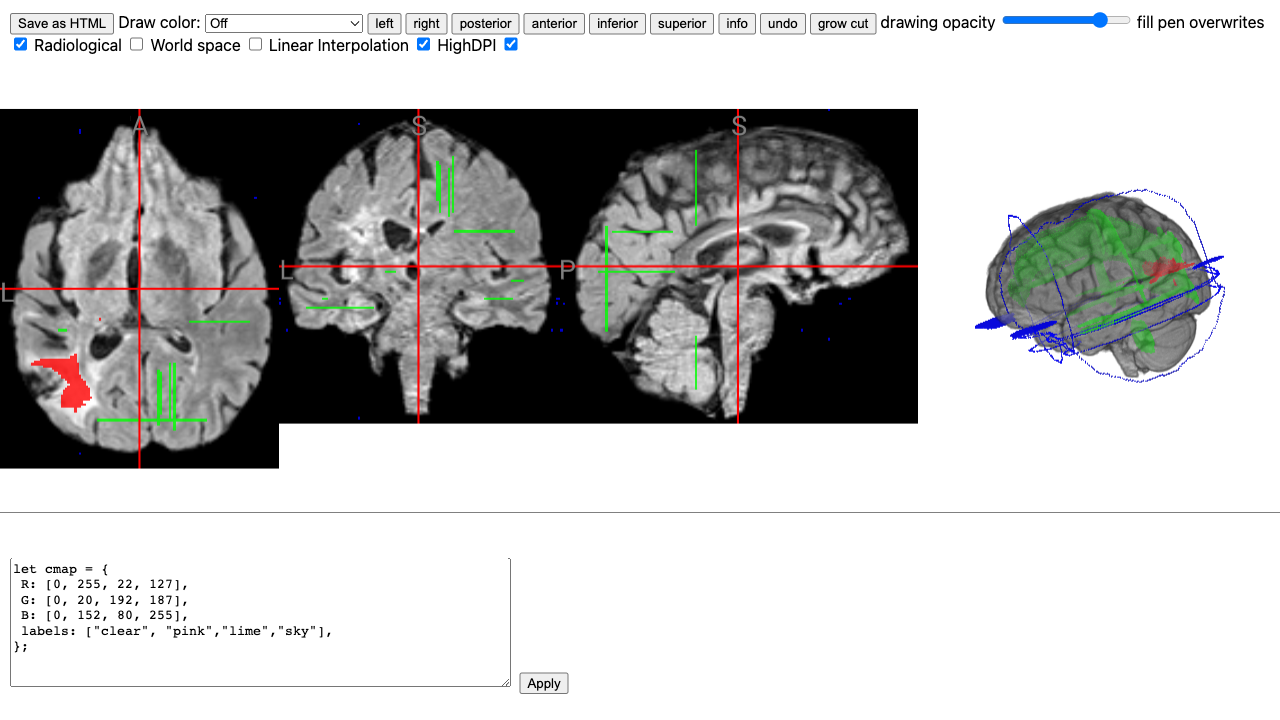 Save as HTML Draw color: Off left right posterior anterior inferior superior info undo grow cut drawing opacity fill pen overwrites
Radiological World space Linear Interpolation HighDPI
A S S
L L P
let cmap = {
 R: [0, 255, 22, 127],
 G: [0, 20, 192, 187],
 B: [0, 152, 80, 255],
 labels: ["clear", "pink","lime","sky"],
};
Apply